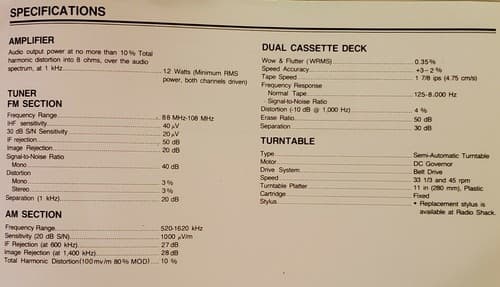 SPECIFICATIONS
AMPLIFIER
Audio output power at no more than 10% Total
harmonic distortion into 8 ohms, over the audio
spectrum, at 1 kHz 1.2 Watts (Minimum RMS
power, both channels driven)
TUNER
FM SECTION
Frequency Range 88 MHz-108 MHz
IHF sensitivity 40 μV
30 dB S/N Sensitivity 20 μV
IF rejection 50 dB
Image Rejection 20 dB
Signal-to-Noise Ratio
Mono 40 dB
Distortion
Mono 3%
Stereo 3%
Separation (1 kHz) 20 dB
AM SECTION
Frequency Range 520-1620 kHz
Sensitivity (20 dB S/N) 1000 μV/m
IF Rejection (at 600 kHz) 27 dB
Image Rejection (at 1,400 kHz) 28 dB
Total Harmonic Distortion(100mv/m 80% MOD) 10 %
DUAL CASSETTE DECK
Wow & Flutter (WRMS) 0.35%
Speed Accuracy +3-2 %
Tape Speed 1 7/8 ips (4.75 cm/s)
Frequency Response
Normal Tape 125-8,000 Hz
Signal-to-Noise Ratio
Distortion (-10 dB @ 1,000 Hz) 4 %
Erase Ratio 50 dB
Separation 30 dB
TURNTABLE
Type Semi-Automatic Turntable
Motor DC Governor
Drive System Belt Drive
Speed 33 1/3 and 45 rpm
Turntable Platter 11 in (280 mm), Plastic
Cartridge Fixed
Stylus • Replacement stylus is
available at Radio Shack.